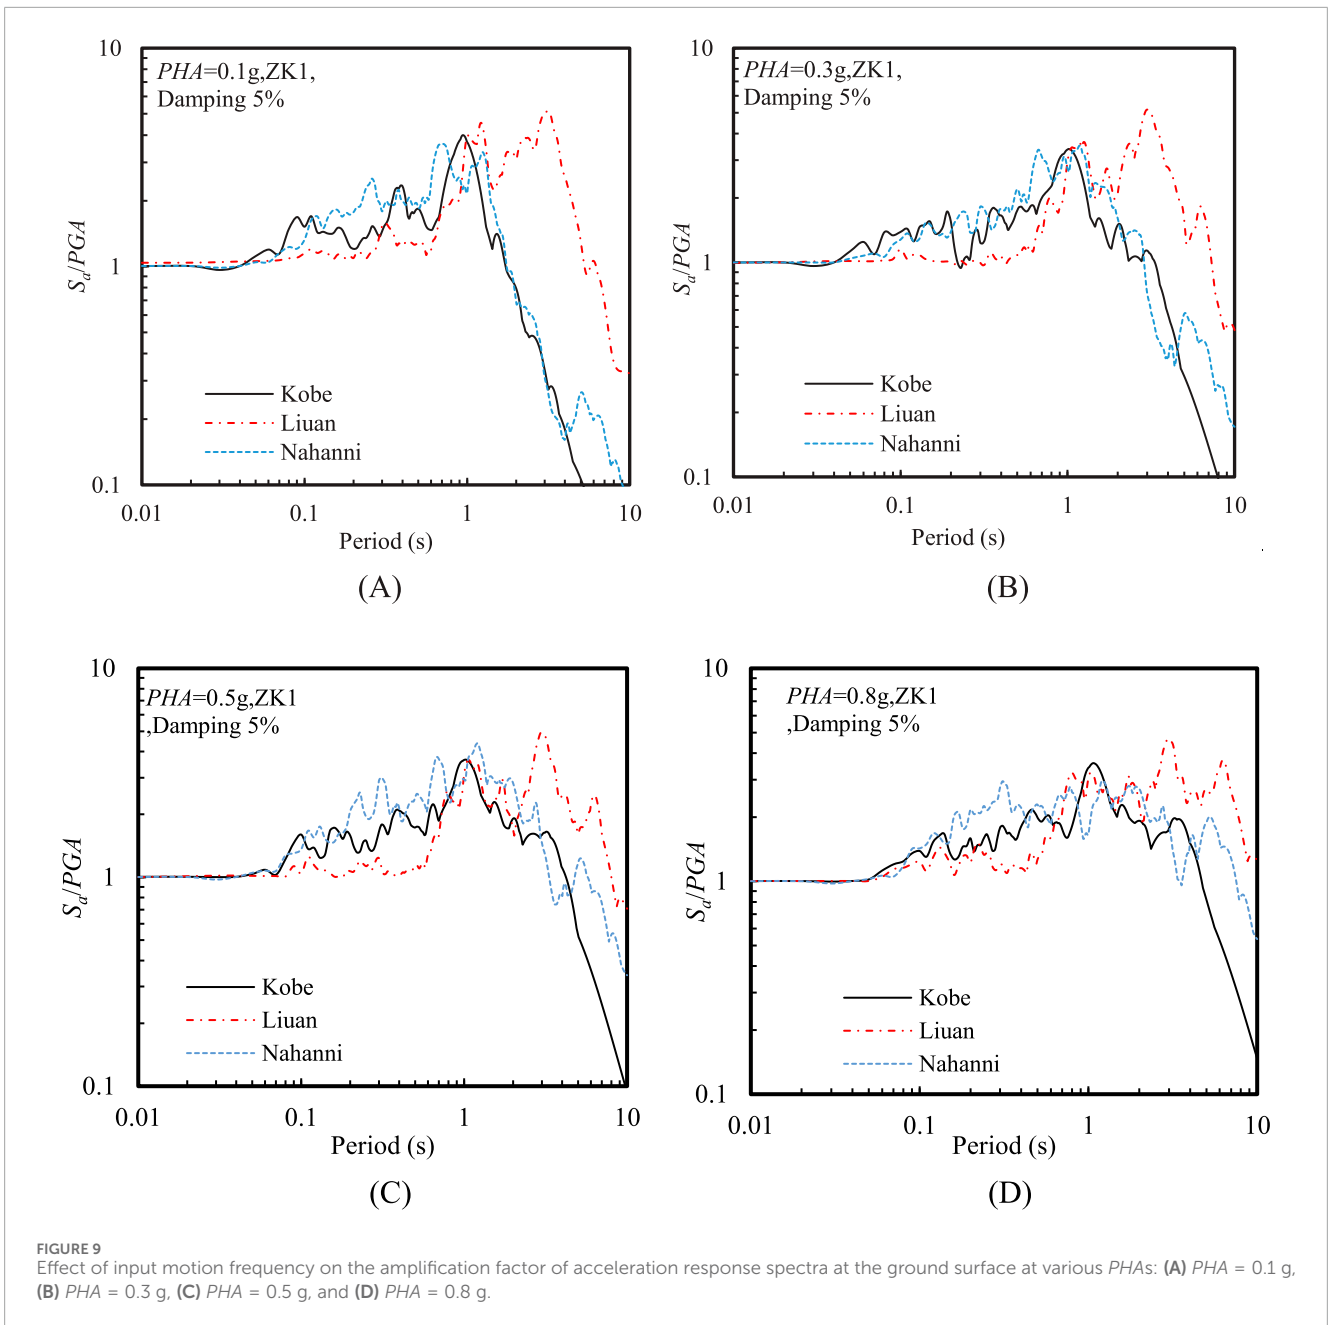 10
PHA=0.1g,ZK1,
Damping 5%
Sa/PGA
1
Kobe
Liuan
Nahanni
0.1
0.01
0.1
1
10
Period (s)
(A)
10
PHA=0.3g,ZK1,
Damping 5%
Sa/PGA
1
Kobe
Liuan
Nahanni
0.1
0.01
0.1
1
10
Period (s)
(B)
10
PHA=0.5g,ZK1
,Damping 5%
Sa/PGA
1
Kobe
Liuan
Nahanni
0.1
0.01
0.1
1
10
Period (s)
(C)
10
PHA=0.8g,ZK1
,Damping 5%
Sa/PGA
1
Kobe
Liuan
Nahanni
0.1
0.01
0.1
1
10
Period (s)
(D)
FIGURE 9
Effect of input motion frequency on the amplification factor of acceleration response spectra at the ground surface at various PHAs: (A) PHA = 0.1 g,
(B) PHA = 0.3 g, (C) PHA = 0.5 g, and (D) PHA = 0.8 g.